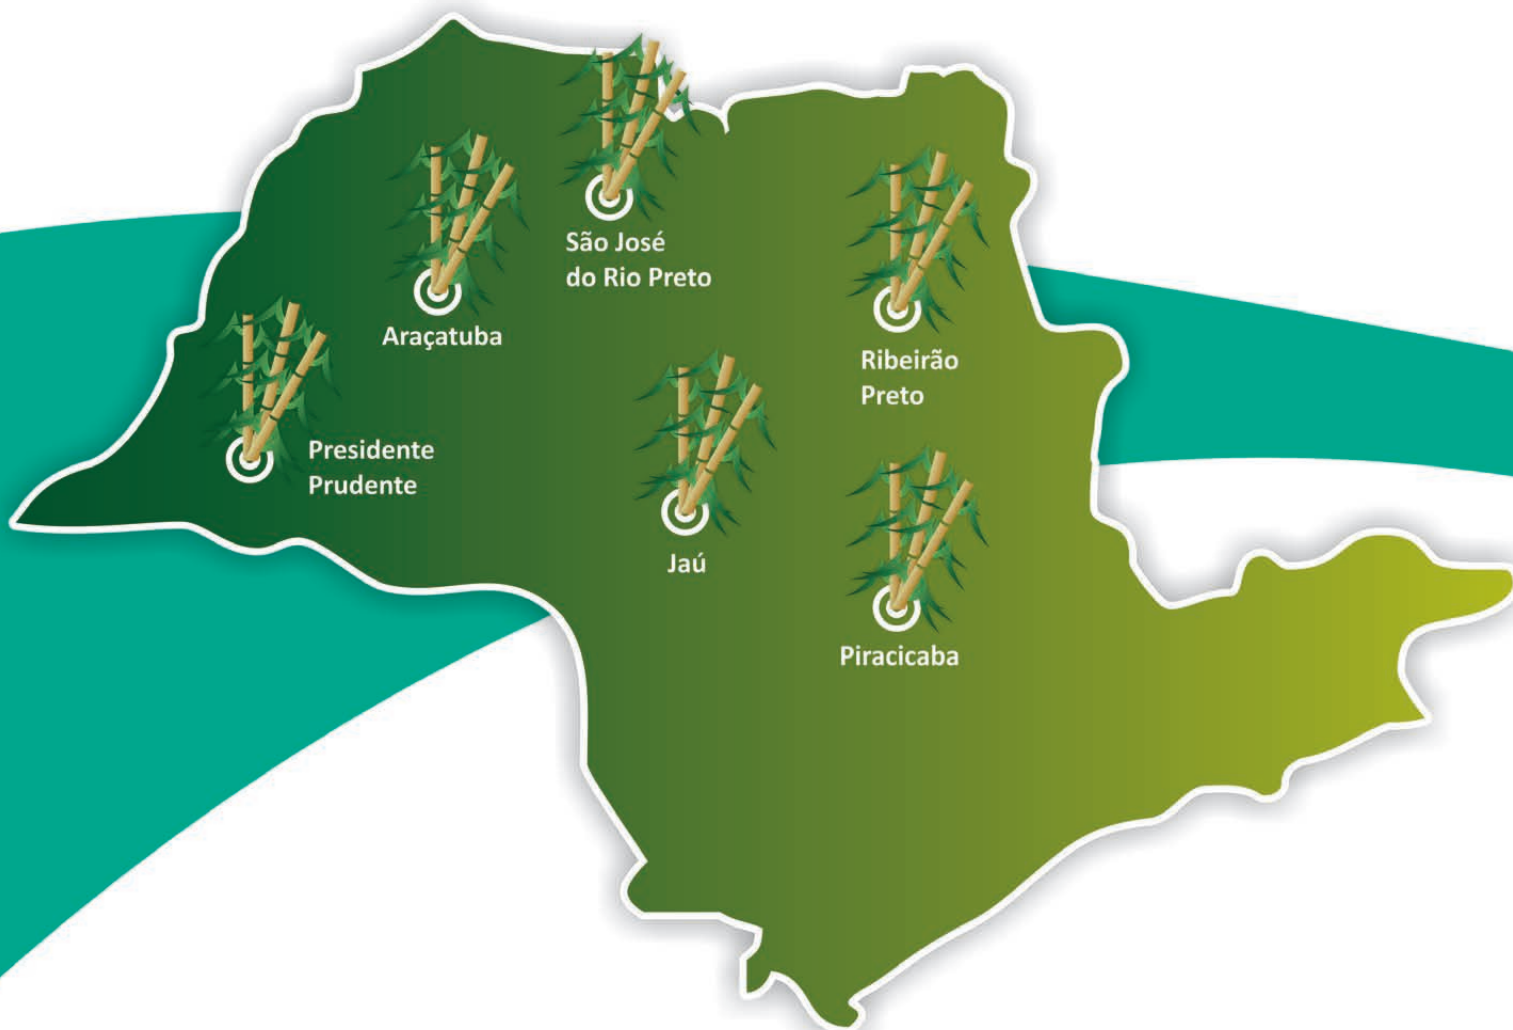 São José
do Rio Preto
Araçatuba
Ribeirão
Preto
Presidente
Prudente
Jaú
Piracicaba